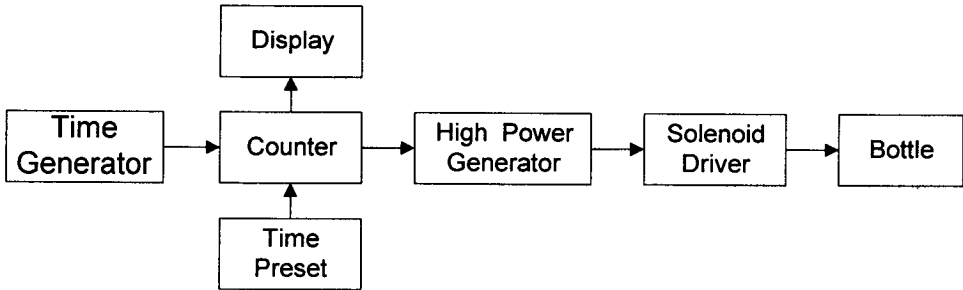 Display
Time
Generator
Counter
High Power
Generator
Solenoid
Driver
Bottle
Time
Preset